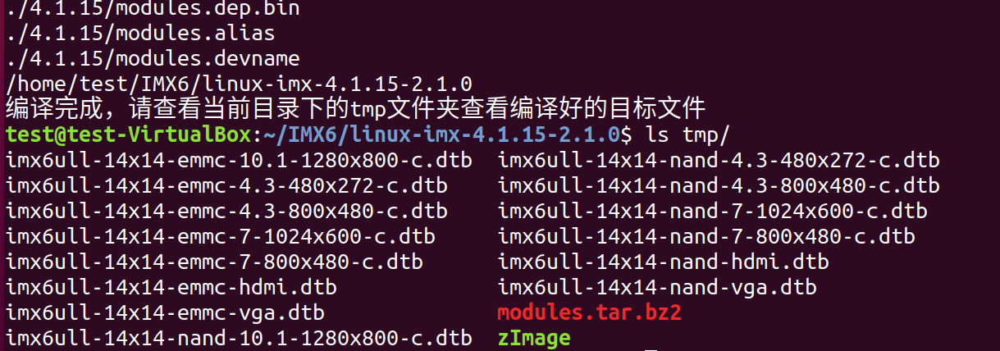 ./4.1.15/modules.dep.bin
./4.1.15/modules.alias
./4.1.15/modules.devname
/home/test/IMX6/linux-imx-4.1.15-2.1.0
编译完成，请查看当前目录下的tmp文件夹查看编译好的目标文件
test@test-VirtualBox:~/IMX6/linux-imx-4.1.15-2.1.0$ ls tmp/
imx6ull-14x14-emmc-10.1-1280x800-c.dtb  imx6ull-14x14-nand-4.3-480x272-c.dtb
imx6ull-14x14-emmc-4.3-480x272-c.dtb  imx6ull-14x14-nand-4.3-800x480-c.dtb
imx6ull-14x14-emmc-4.3-800x480-c.dtb  imx6ull-14x14-nand-7-1024x600-c.dtb
imx6ull-14x14-emmc-7-1024x600-c.dtb  imx6ull-14x14-nand-7-800x480-c.dtb
imx6ull-14x14-emmc-7-800x480-c.dtb  imx6ull-14x14-nand-hdmi.dtb
imx6ull-14x14-emmc-hdmi.dtb  imx6ull-14x14-nand-vga.dtb
imx6ull-14x14-emmc-vga.dtb  modules.tar.bz2
imx6ull-14x14-nand-10.1-1280x800-c.dtb  zImage